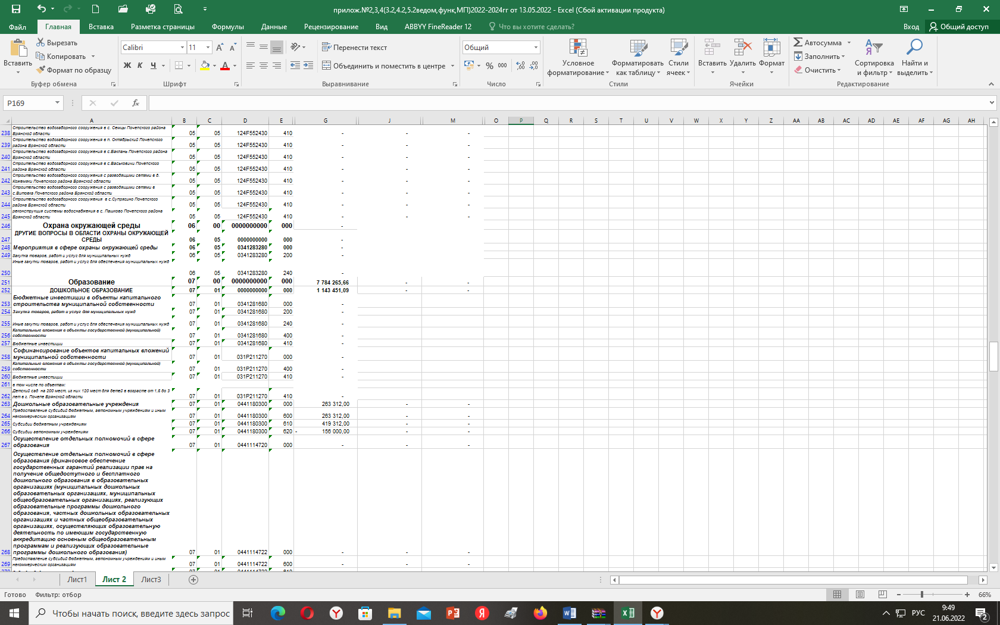 прилож.№2,3,4(3.2,4.2,5.2ведом,функ,МП)2022-2024гг от 13.05.2022 - Excel (Сбой активации продукта)
Файл Главная Вставка Разметка страницы Формулы Данные Рецензирование Вид ABBYY FineReader 12 Что вы хотите сделать? Вход Общий доступ
Вставить
Вырезать
Копировать
Формат по образцу
Calibri 11
Ж К Ч
Перенести текст
Объединить и поместить в центре
Общий
% 000
Условное форматирование
Форматировать как таблицу
Стили ячеек
Вставить Удалить Формат
Автосумма
Заполнить
Очистить
Сортировка и фильтр
Найти и выделить
Буфер обмена Шрифт Выравнивание Число Стили Ячейки Редактирование
P169 fx
A B C D E G J M O P Q R S T U V W X Y Z AA AB AC AD AE AF AG AH
238 Строительство водозаборного сооружения в с. Семцы Почепского района Брянской области 05 05 124F552430 410 - - -
239 Строительство водозаборного сооружения в п. Октябрьский Почепского района Брянской области 05 05 124F552430 410 - - -
240 Строительство водозаборного сооружения в с.Баклань Почепского района Брянской области 05 05 124F552430 410 - - -
241 Строительство водозаборного сооружения в с.Васьковичи Почепского района Брянской области 05 05 124F552430 410 - - -
242 Строительство водозаборного сооружения с разводящими сетями в д. Кожемяки Почепского района Брянской области 05 05 124F552430 410 - - -
243 Строительство водозаборного сооружения с разводящими сетями в с.Витовка Почепского района Брянской области 05 05 124F552430 410 - - -
244 Строительство водозаборного сооружения в с.Супрягино Почепского района Брянской области 05 05 124F552430 410 - - -
245 реконструкция системы водоснабжения в с. Пашково Почепского района Брянской области 05 05 124F552430 410 - - -
246 Охрана окружающей среды 06 00 0000000000 000 -
247 ДРУГИЕ ВОПРОСЫ В ОБЛАСТИ ОХРАНЫ ОКРУЖАЮЩЕЙ СРЕДЫ 06 05 0000000000 000 -
248 Мероприятия в сфере охраны окружающей среды 06 05 0341283280 000 -
249 Закупка товаров, работ и услуг для муниципальных нужд 06 05 0341283280 200 -
250 Иные закупки товаров, работ и услуг для обеспечения муниципальных нужд 06 05 0341283280 240 -
251 Образование 07 00 0000000000 000 7 784 265,66 - -
252 ДОШКОЛЬНОЕ ОБРАЗОВАНИЕ 07 01 0000000000 000 1 143 451,09 - -
253 Бюджетные инвестиции в объекты капитального строительства муниципальной собственности 07 01 0341281680 000 -
254 Закупка товаров, работ и услуг для муниципальных нужд 07 01 0341281680 200 -
255 Иные закупки товаров, работ и услуг для обеспечения муниципальных нужд 07 01 0341281680 240 -
256 Капитальные вложения в объекты государственной (муниципальной) собственности 07 01 0341281680 400 -
257 Бюджетные инвестиции 07 01 0341281680 410 -
258 Софинансирование объектов капитальных вложений муниципальной собственности 07 01 031P211270 000 -
259 Капитальные вложения в объекты государственной (муниципальной) собственности 07 01 031P211270 400 -
260 Бюджетные инвестиции 07 01 031P211270 410 -
261 в том числе по объектам:
262 Детский сад на 200 мест, из них 120 мест для детей в возрасте от 1,5 до 3 лет в г. Почепе Брянской области 07 01 031P211270 410 -
263 Дошкольные образовательные учреждения 07 01 0441180300 000 263 312,00 - -
264 Предоставление субсидий бюджетным, автономным учреждениям и иным некоммерческим организациям 07 01 0441180300 600 263 312,00 - -
265 Субсидии бюджетным учреждениям 07 01 0441180300 610 419 312,00 - -
266 Субсидии автономным учреждениям 07 01 0441180300 620 - 156 000,00 - -
267 Осуществление отдельных полномочий в сфере образования 07 01 0441114720 000 - - -
Осуществление отдельных полномочий в сфере
образования (финансовое обеспечение
государственных гарантий реализации прав на
получение общедоступного и бесплатного
дошкольного образования в образовательных
организациях (муниципальных дошкольных
образовательных организациях, муниципальных
общеобразовательных организациях, реализующих
образовательные программы дошкольного
образования, частных дошкольных образовательных
организациях и частных общеобразовательных
организациях, осуществляющих образовательную
деятельность по имеющим государственную
аккредитацию основным общеобразовательным
программам и реализующих образовательные
268 программы дошкольного образования) 07 01 0441114722 000 - - -
269 Предоставление субсидий бюджетным, автономным учреждениям и иным некоммерческим организациям 07 01 0441114722 600 - - -
Лист1 Лист 2 Лист3
Готово Фильтр: отбор 66%
Чтобы начать поиск, введите здесь запрос
РУС 9:49
21.06.2022 2